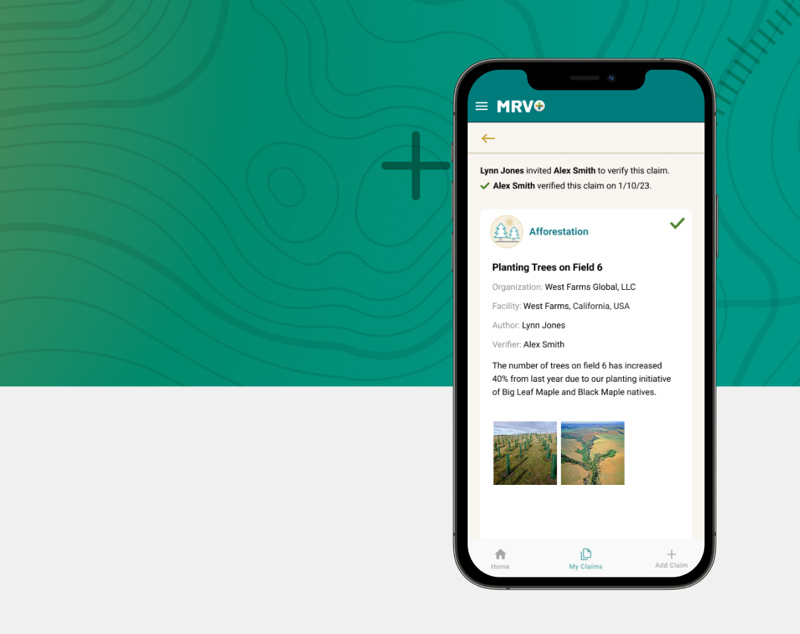 MRV+
Lynn Jones invited Alex Smith to verify this claim.
Alex Smith verified this claim on 1/10/23.
Afforestation
Planting Trees on Field 6
Organization: West Farms Global, LLC
Facility: West Farms, California, USA
Author: Lynn Jones
Verifier: Alex Smith
The number of trees on field 6 has increased
40% from last year due to our planting initiative
of Big Leaf Maple and Black Maple natives.
Home My Claims Add Claim